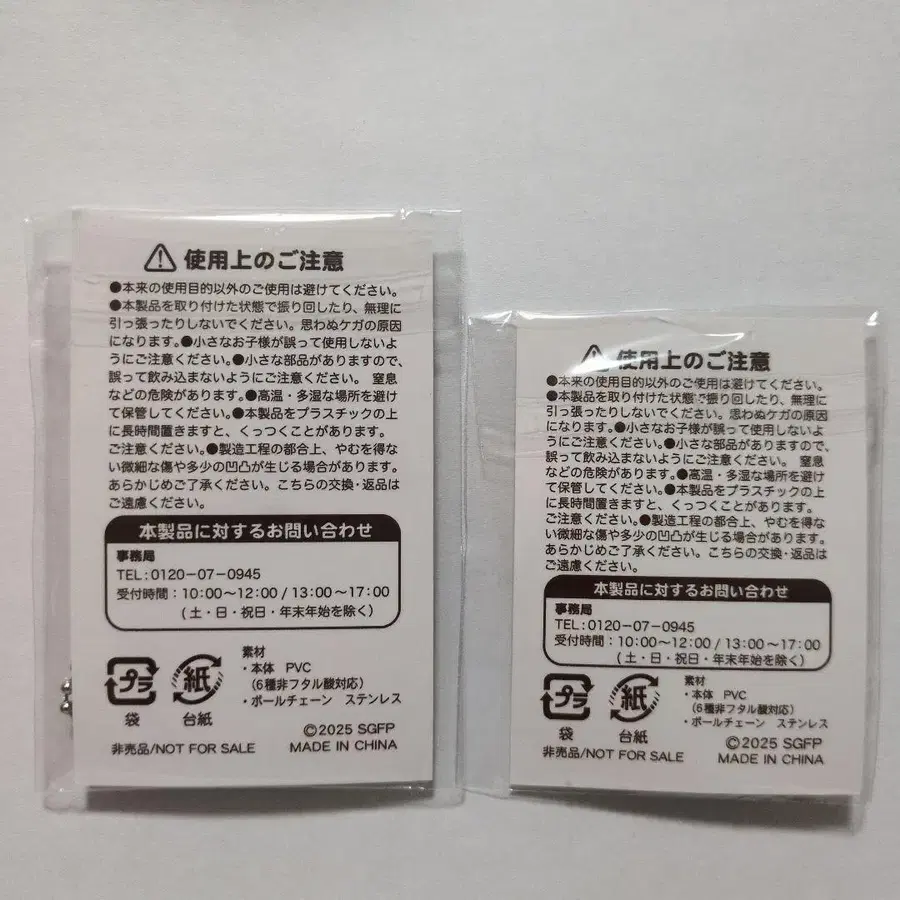 ⚠ 使用上のご注意
●本来の使用目的以外のご使用は避けてください。
●本製品を取り付けた状態で振り回したり、無理に
引っ張ったりしないでください。思わぬケガの原因
になります。●小さなお子様が誤って使用しないよ
うにご注意ください。●小さな部品がありますので、
誤って飲み込まないようにご注意ください。 窒息
などの危険があります。●高温・多湿な場所を避け
て保管してください。●本製品をプラスチックの上
に長時間置きますと、くっつくことがあります。
ご注意ください。●製造工程の都合上、やむを得な
い微細な傷や多少の凹凸が生じる場合があります。
あらかじめご了承ください。こちらの交換・返品は
ご遠慮ください。
本製品に対するお問い合わせ
事務局
TEL:0120-07-0945
受付時間:10:00〜12:00/13:00〜17:00
(土・日・祝日・年末年始を除く)
プラ
袋
紙
台紙
素材
・本体 PVC
(6種非フタル酸対応)
・ボールチェーン ステンレス
©2025 SGFP
非売品/NOT FOR SALE
MADE IN CHINA
⚠ 使用上のご注意
●本来の使用目的以外のご使用は避けてください。
●本製品を取り付けた状態で振り回したり、無理に
引っ張ったりしないでください。思わぬケガの原因
になります。●小さなお子様が誤って使用しないよ
うにご注意ください。●小さな部品がありますので、
誤って飲み込まないようにご注意ください。 窒息
などの危険があります。●高温・多湿な場所を避け
て保管してください。●本製品をプラスチックの上
に長時間置きますと、くっつくことがあります。
ご注意ください。●製造工程の都合上、やむを得な
い微細な傷や多少の凹凸が生じる場合があります。
あらかじめご了承ください。こちらの交換・返品は
ご遠慮ください。
本製品に対するお問い合わせ
事務局
TEL:0120-07-0945
受付時間:10:00〜12:00/13:00〜17:00
(土・日・祝日・年末年始を除く)
プラ
袋
紙
台紙
素材
・本体 PVC
(6種非フタル酸対応)
・ボールチェーン ステンレス
©2025 SGFP
非売品/NOT FOR SALE
MADE IN CHINA